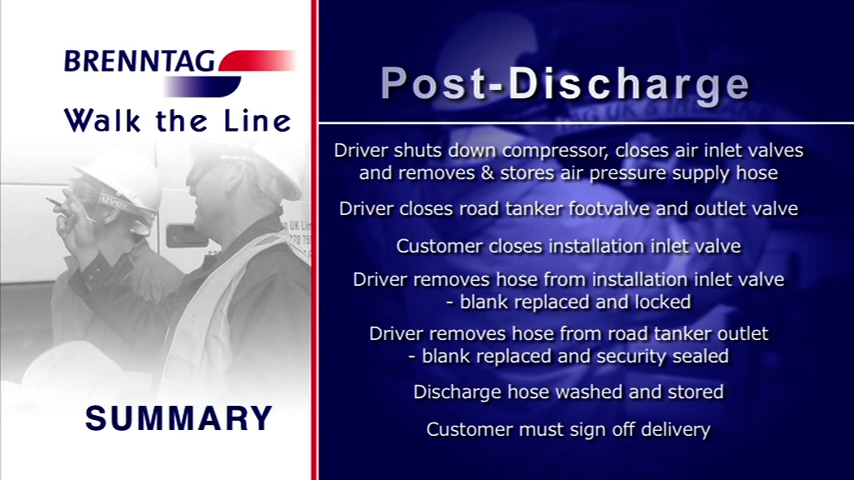 BRENNTAG
Walk the Line
uvex
SUMMARY
Post-Discharge
Driver shuts down compressor, closes air inlet valves
and removes & stores air pressure supply hose
Driver closes road tanker footvalve and outlet valve
Customer closes installation inlet valve
Driver removes hose from installation inlet valve
- blank replaced and locked
Driver removes hose from road tanker outlet
- blank replaced and security sealed
Discharge hose washed and stored
Customer must sign off delivery